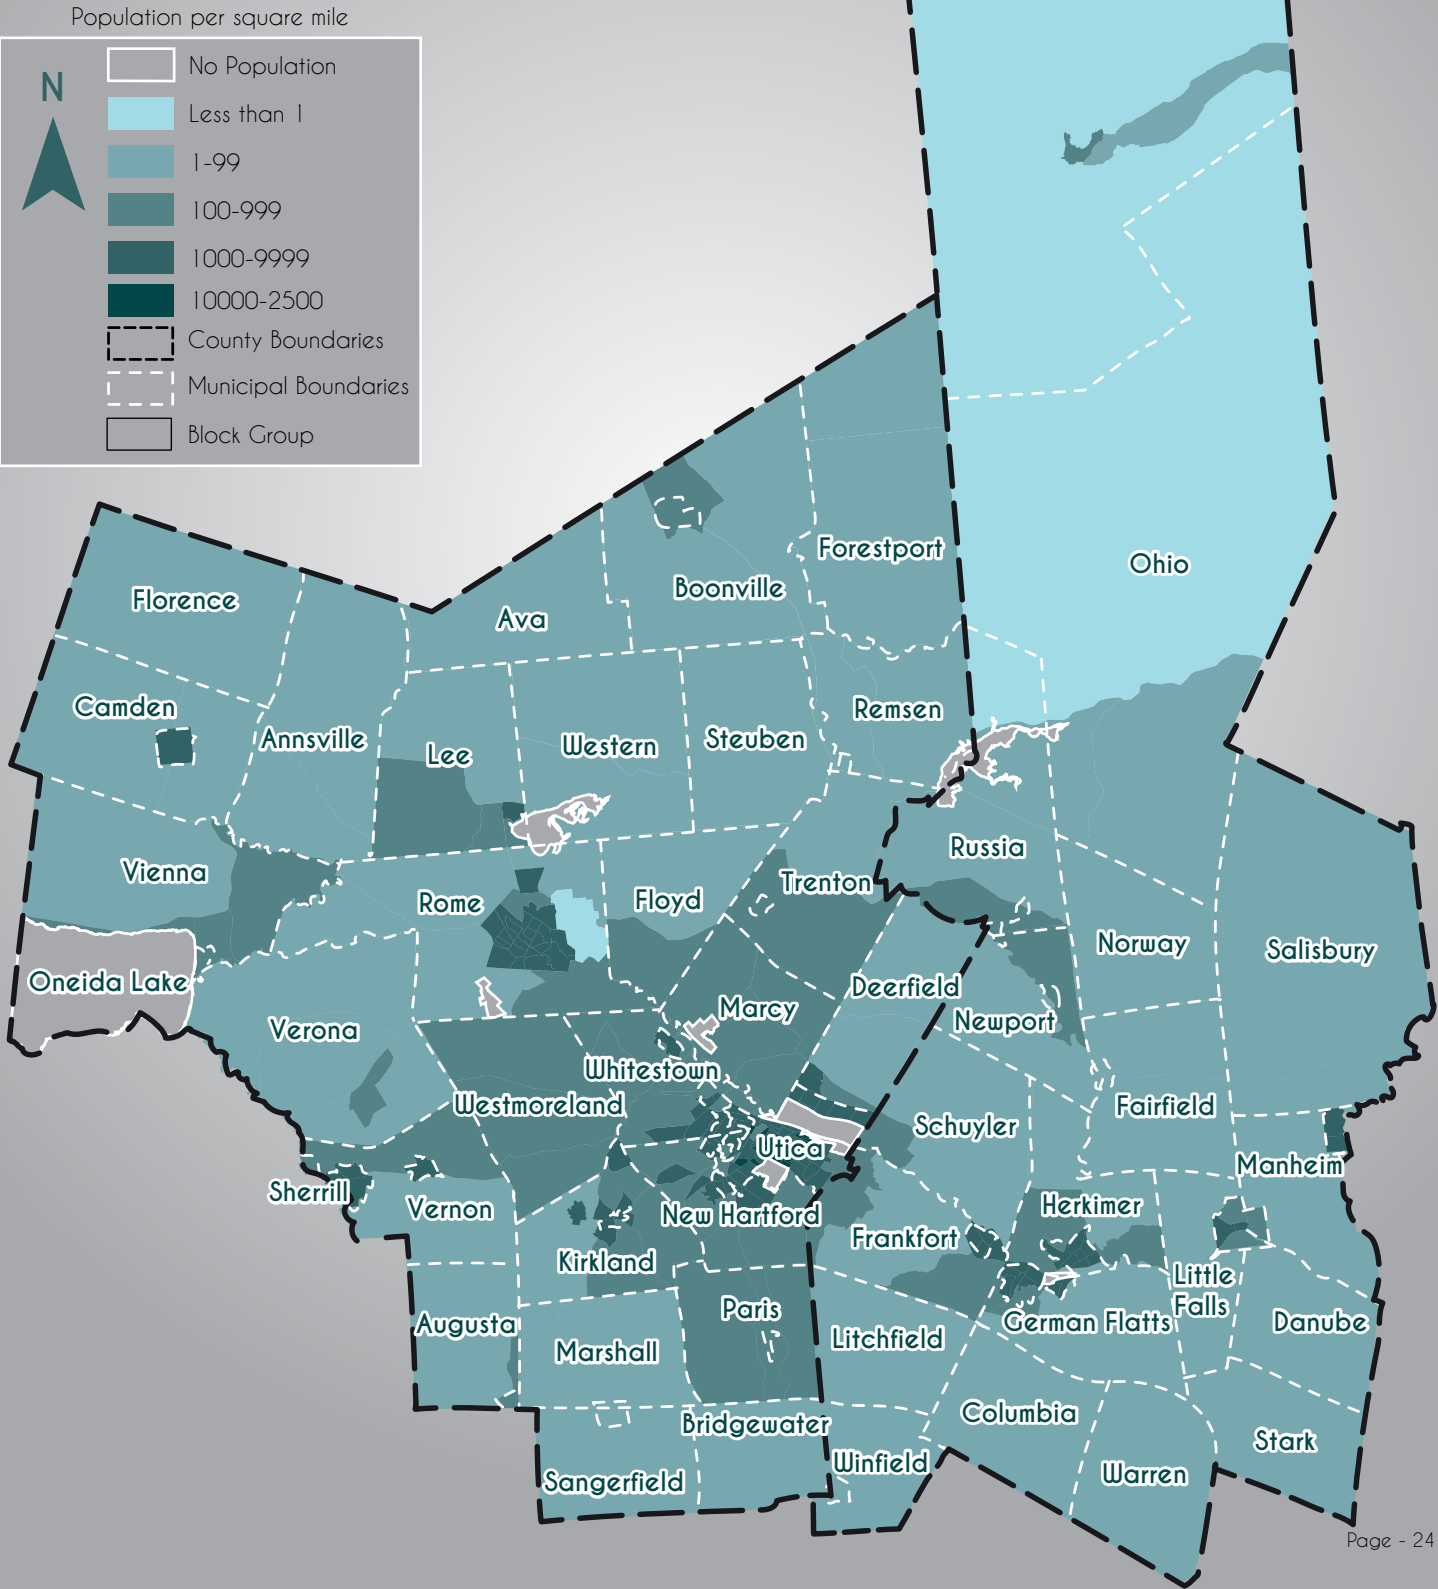 Population per square mile
N
No Population
Less than 1
1-99
100-999
1000-9999
10000-2500
County Boundaries
Municipal Boundaries
Block Group
Forestport
Ohio
Boonville
Florence
Ava
Camden
Remsen
Annsville
Lee
Western
Steuben
Russia
Vienna
Rome
Floyd
Trenton
Norway
Salisbury
Oneida Lake
Deerfield
Marcy
Newport
Verona
Whitestown
Westmoreland
Fairfield
Schuyler
Utica
Manheim
Sherrill
Vernon
New Hartford
Herkimer
Frankfort
Kirkland
Little
Falls
Paris
Augusta
German Flatts
Danube
Marshall
Litchfield
Columbia
Bridgewater
Stark
Winfield
Warren
Sangerfield
Page - 24